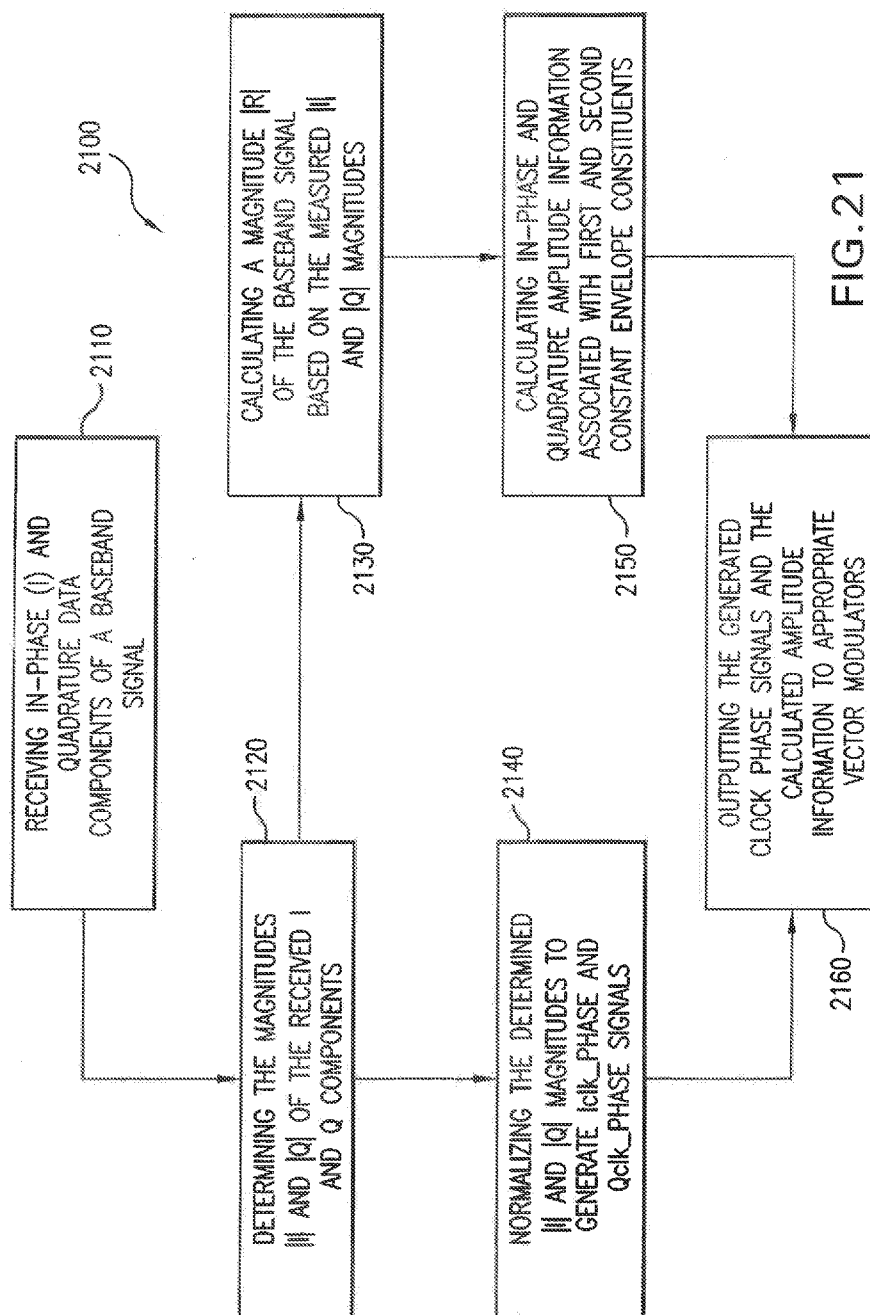 2100
2110
RECEIVING IN-PHASE (I) AND
QUADRATURE DATA
COMPONENTS OF A BASEBAND
SIGNAL
2120
DETERMINING THE MAGNITUDES
|I| AND |Q| OF THE RECEIVED I
AND Q COMPONENTS
CALCULATING A MAGNITUDE |R|
OF THE BASEBAND SIGNAL
BASED ON THE MEASURED |I|
AND |Q| MAGNITUDES
2130
2140
NORMALIZING THE DETERMINED
|I| AND |Q| MAGNITUDES TO
GENERATE Iclk_PHASE AND
Qclk_PHASE SIGNALS
CALCULATING IN-PHASE AND
QUADRATURE AMPLITUDE INFORMATION
ASSOCIATED WITH FIRST AND SECOND
CONSTANT ENVELOPE CONSTITUENTS
2150
OUTPUTTING THE GENERATED
CLOCK PHASE SIGNALS AND THE
CALCULATED AMPLITUDE
INFORMATION TO APPROPRIATE
VECTOR MODULATORS
2160
FIG.21